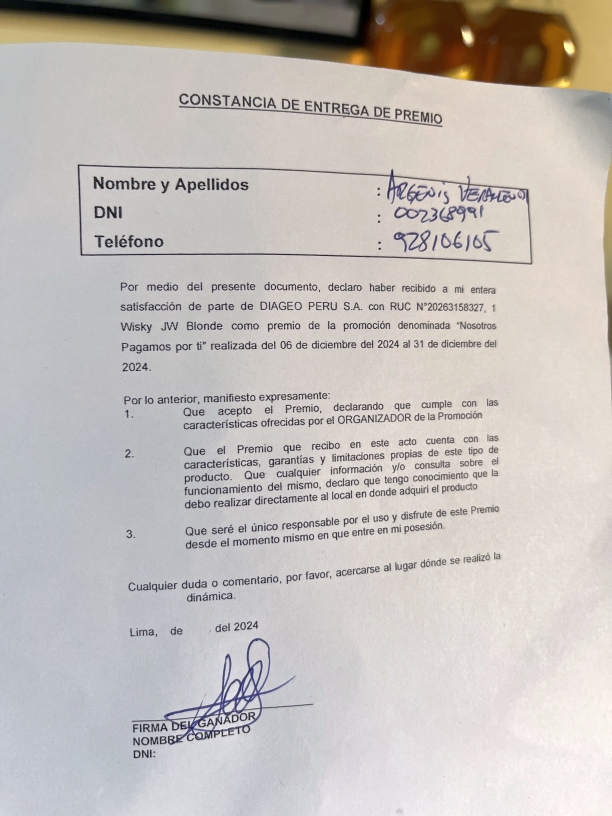 CONSTANCIA DE ENTREGA DE PREMIO
Nombre y Apellidos : ARGENis
DNI : 002368991
Teléfono : 928106105
Por medio del presente documento, declaro haber recibido a mi entera
satisfacción de parte de DIAGEO PERU S.A. con RUC N°20263158327, 1
Wisky JW Blonde como premio de la promoción denominada "Nosotros
Pagamos por ti" realizada del 06 de diciembre del 2024 al 31 de diciembre del
2024.
Por lo anterior, manifiesto expresamente:
1. Que acepto el Premio, declarando que cumple con las
características ofrecidas por el ORGANIZADOR de la Promoción
2. Que el Premio que recibo en este acto cuenta con las
características, garantías y limitaciones propias de este tipo de
producto. Que cualquier información y/o consulta sobre el
funcionamiento del mismo, declaro que tengo conocimiento que la
debo realizar directamente al local en donde adquirí el producto
3. Que seré el único responsable por el uso y disfrute de este Premio
desde el momento mismo en que entre en mi posesión.
Cualquier duda o comentario, por favor, acercarse al lugar dónde se realizó la
dinámica.
Lima, de . del 2024
FIRMA DEL GANADOR
NOMBRE COMPLETO
DNI: